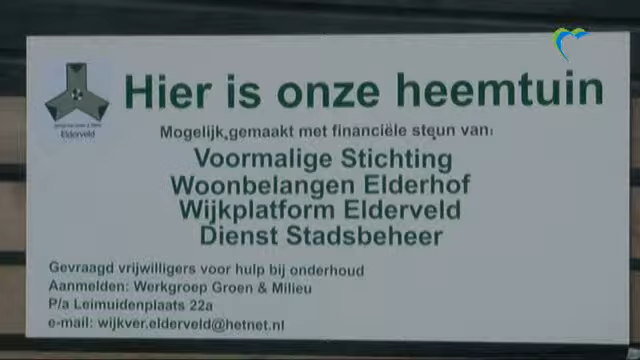 Hier is onze heemtuin
Mogelijk gemaakt met financiële steun van:
Voormalige Stichting
Woonbelangen Elderhof
Wijkplatform Elderveld
Dienst Stadsbeheer
Elderveld
Gevraagd vrijwilligers voor hulp bij onderhoud
Aanmelden: Werkgroep Groen & Milieu
P/a Leimuidenplaats 22a
e-mail: wijkver.elderveld@hetnet.nl